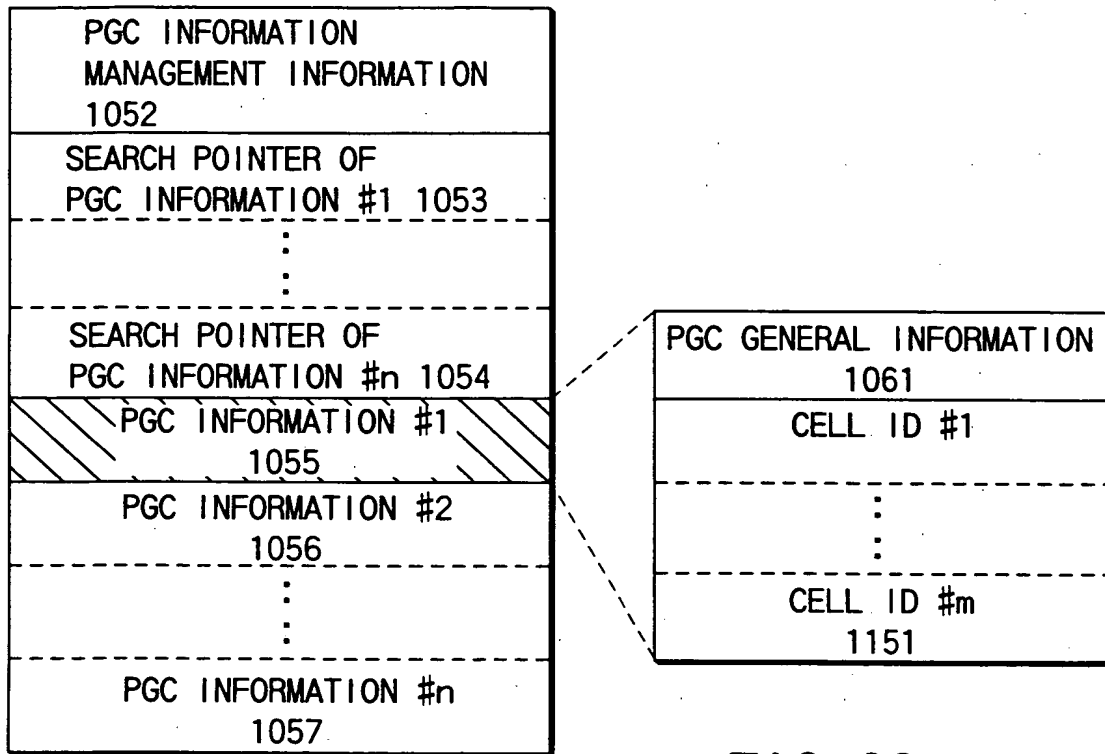 PGC INFORMATION
MANAGEMENT INFORMATION
1052
SEARCH POINTER OF
PGC INFORMATION #1 1053
SEARCH POINTER OF
PGC INFORMATION #n 1054
PGC INFORMATION #1
1055
PGC INFORMATION #2
1056
PGC INFORMATION #n
1057
PGC GENERAL INFORMATION
1061
CELL ID #1
CELL ID #m
1151